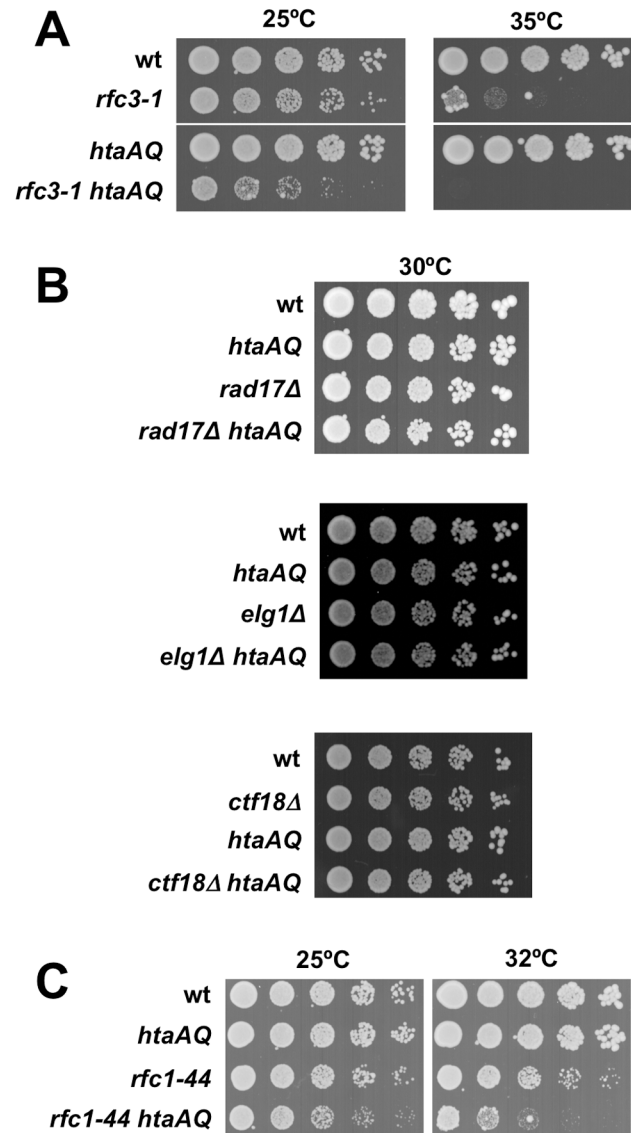 A
25ºC 35ºC
wt
rfc3-1
htaAQ
rfc3-1 htaAQ
B
30ºC
wt
htaAQ
rad17Δ
rad17Δ htaAQ
wt
htaAQ
elg1Δ
elg1Δ htaAQ
wt
ctf18Δ
htaAQ
ctf18Δ htaAQ
C
25ºC 32ºC
wt
htaAQ
rfc1-44
rfc1-44 htaAQ